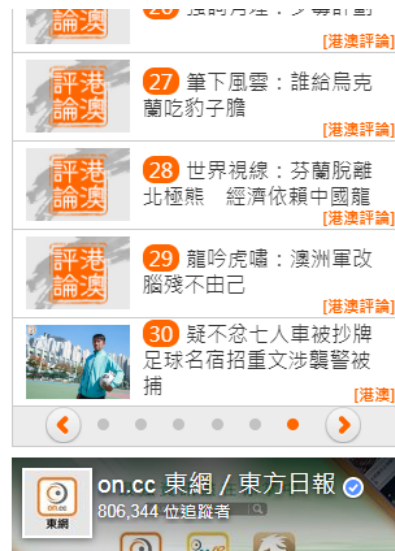 [港澳評論]
評港
論澳
27 筆下風雲：誰給烏克
蘭吃豹子膽
[港澳評論]
評港
論澳
28 世界視線：芬蘭脫離
北極熊　經濟依賴中國龍
[港澳評論]
評港
論澳
29 龍吟虎嘯：澳洲軍改
腦殘不由己
[港澳評論]
30 疑不忿七人車被抄牌
足球名宿招重文涉襲警被
捕
[港澳]
on.cc
東網
on.cc 東網 / 東方日報
806,344 位追蹤者